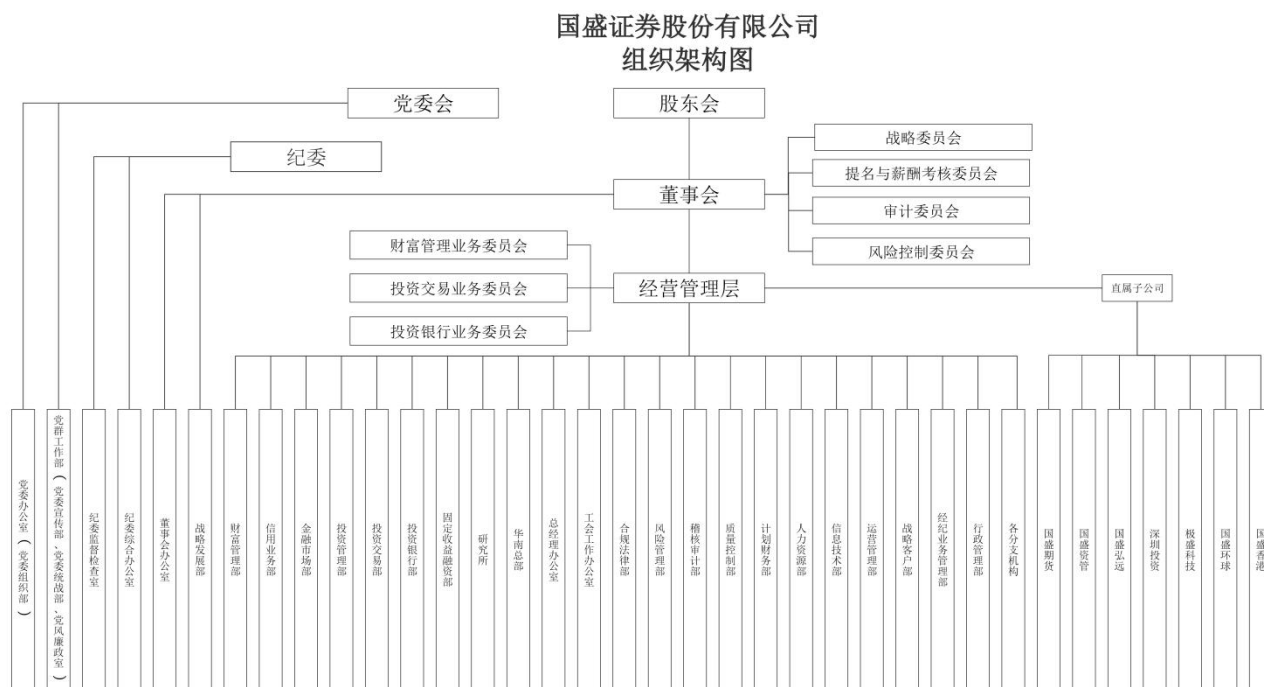 国盛证券股份有限公司
组织架构图
党委会
股东会
战略委员会
纪委
提名与薪酬考核委员会
董事会
审计委员会
财富管理业务委员会
风险控制委员会
投资交易业务委员会
经营管理层
直属子公司
投资银行业务委员会
党委办公室（党委组织部）
党群工作部（党委宣传部、党委统战部、党风廉政室）
纪委监督检查室
纪委综合办公室
董事会办公室
战略发展部
财富管理部
信用业务部
金融市场部
投资管理部
投资交易部
投资银行部
固定收益融资部
研究所
华南总部
总经理办公室
工会工作办公室
合规法律部
风险管理部
稽核审计部
质量控制部
计划财务部
人力资源部
信息技术部
运营管理部
战略客户部
经纪业务管理部
行政管理部
各分支机构
国盛期货
国盛资管
国盛弘远
深圳投资
极盛科技
国盛环球
国盛香港